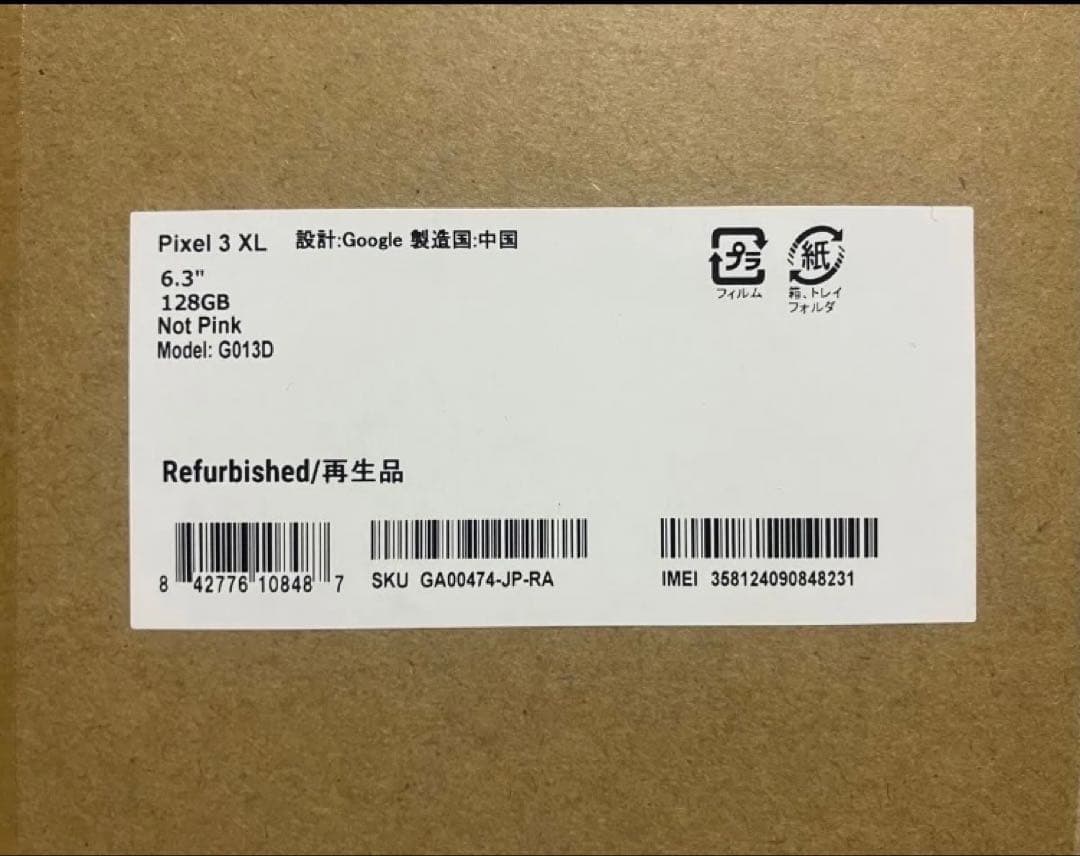 Pixel 3 XL 設計:Google 製造国:中国
6.3"
128GB
Not Pink
Model: G013D
プラ
フィルム
紙
箱、トレイ
フォルダ
Refurbished/再生品
8 42776 10848 7
SKU GA00474-JP-RA
IMEI 358124090848231